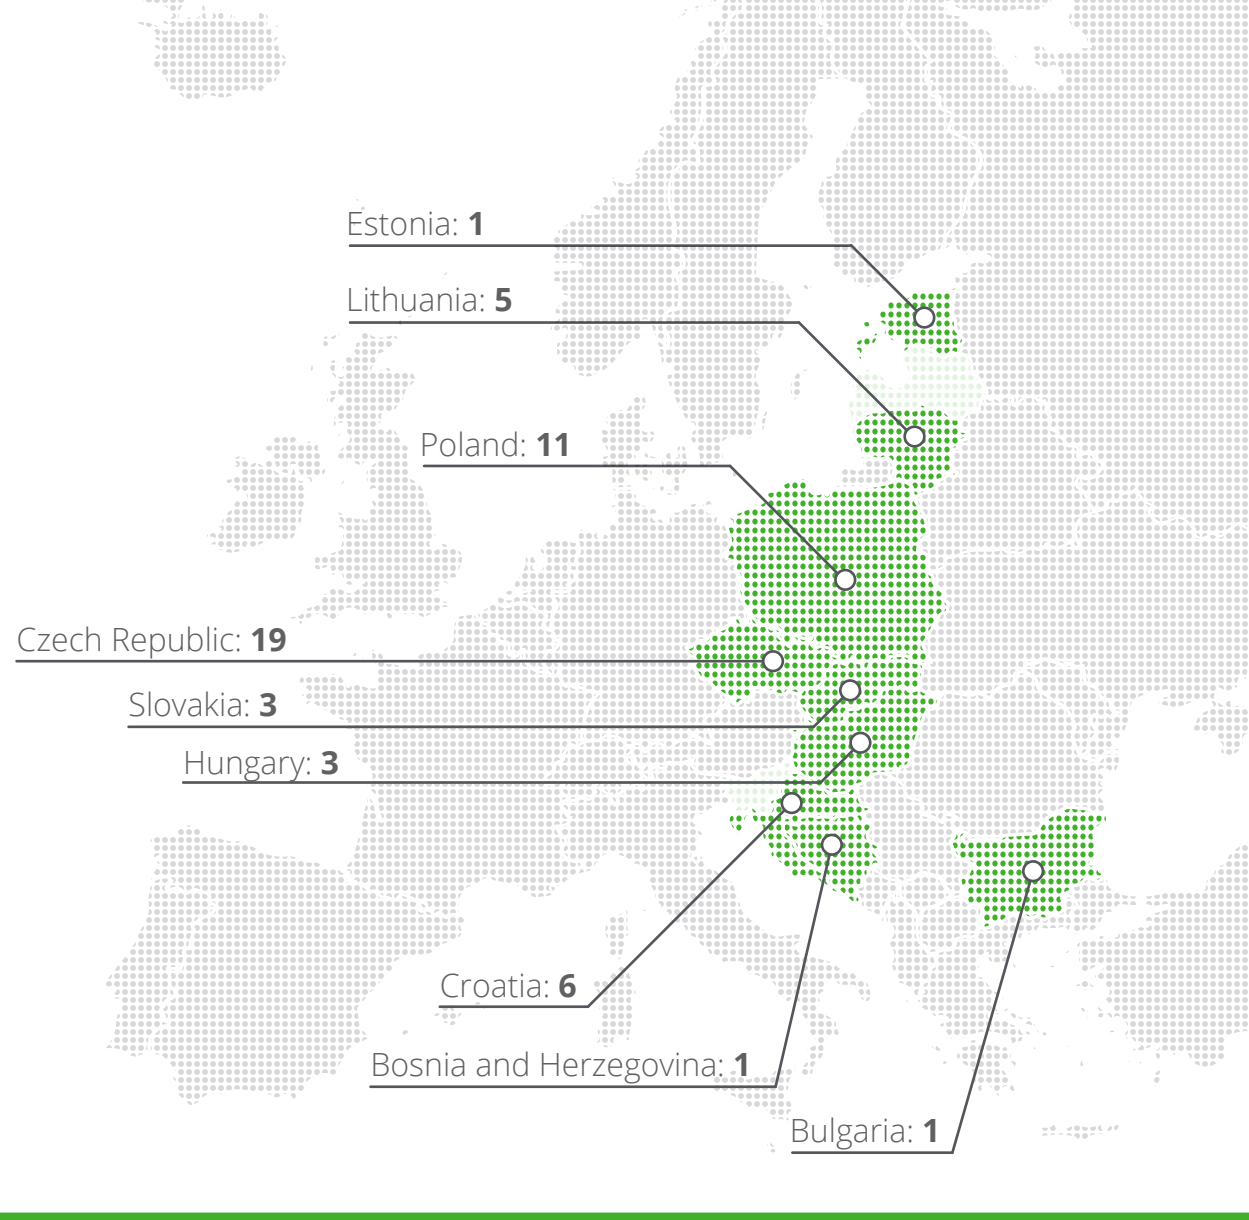 Estonia: 1
Lithuania: 5
Poland: 11
Czech Republic: 19
Slovakia: 3
Hungary: 3
Croatia: 6
Bosnia and Herzegovina: 1
Bulgaria: 1